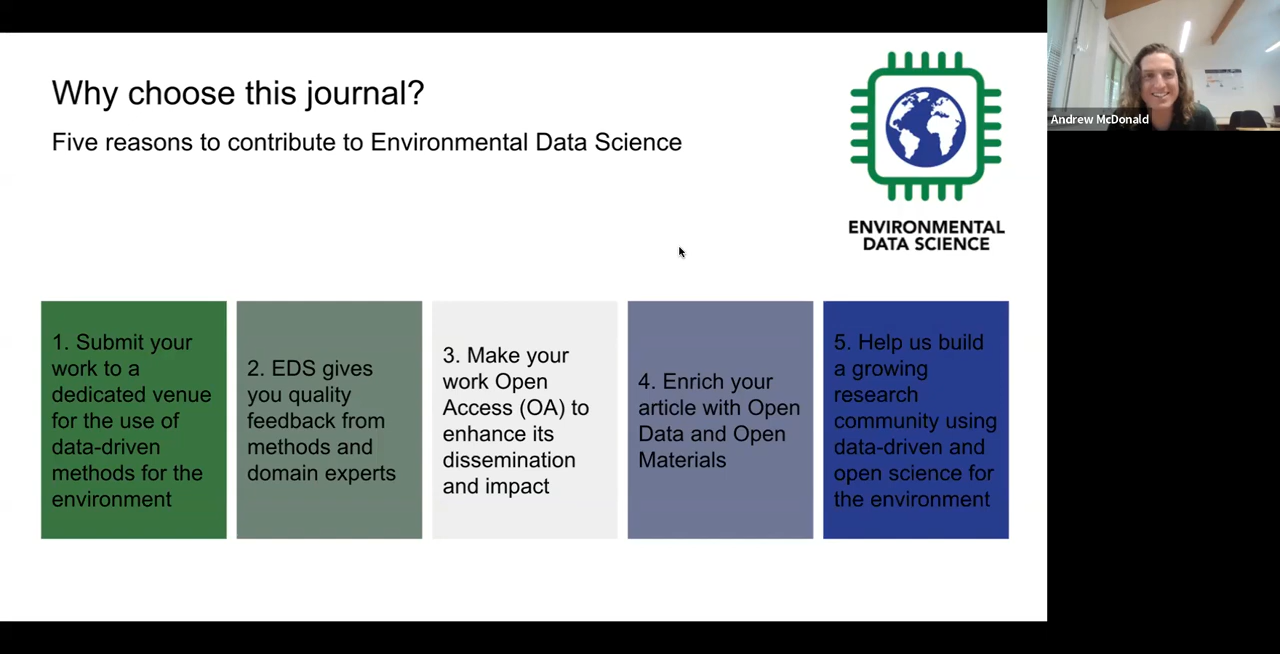 Why choose this journal?
Five reasons to contribute to Environmental Data Science
ENVIRONMENTAL
DATA SCIENCE
Andrew McDonald
1. Submit your
work to a
dedicated venue
for the use of
data-driven
methods for the
environment
2. EDS gives
you quality
feedback from
methods and
domain experts
3. Make your
work Open
Access (OA) to
enhance its
dissemination
and impact
4. Enrich your
article with Open
Data and Open
Materials
5. Help us build
a growing
research
community using
data-driven and
open science for
the environment